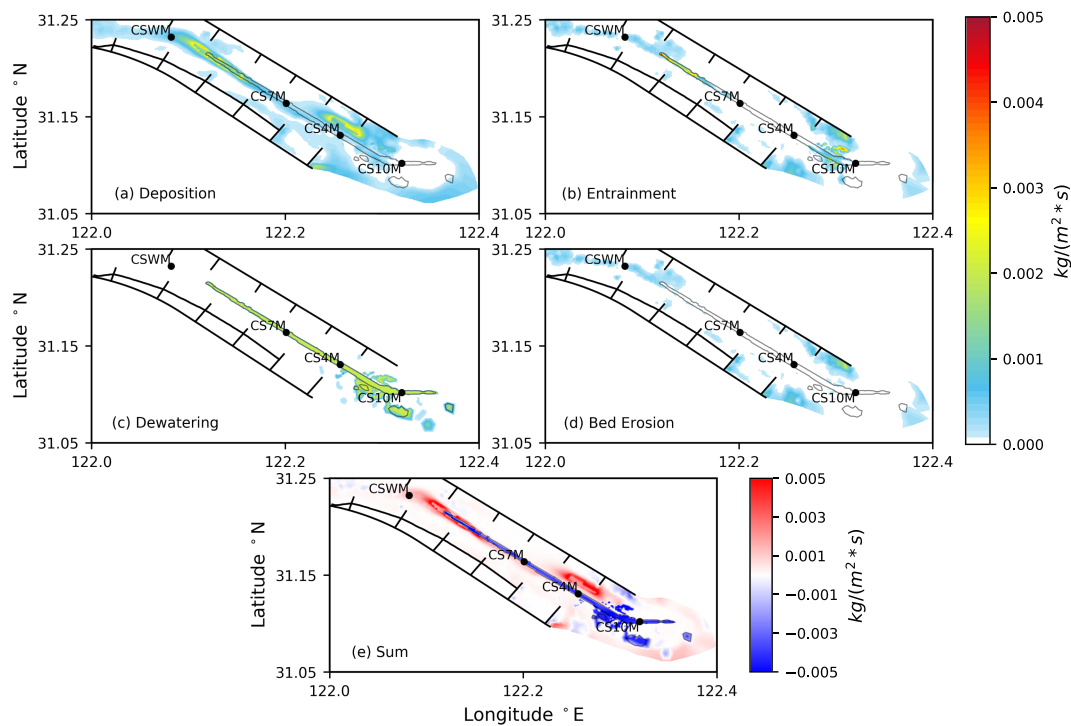 31.25
31.15
31.05
Latitude °N
CSWM
CS7M
CS4M
CS10M
(a) Deposition
122.0
122.2
122.4
31.25
31.15
31.05
CSWM
CS7M
CS4M
CS10M
(b) Entrainment
122.0
122.2
122.4
0.005
0.004
0.003
0.002
0.001
0.000
kg/(m² * s)
31.25
31.15
31.05
Latitude °N
CSWM
CS7M
CS4M
CS10M
(c) Dewatering
122.0
122.2
122.4
31.25
31.15
31.05
CSWM
CS7M
CS4M
CS10M
(d) Bed Erosion
122.0
122.2
122.4
31.25
31.15
31.05
Latitude °N
CSWM
CS7M
CS4M
CS10M
(e) Sum
122.0
122.2
122.4
Longitude °E
0.005
0.003
0.001
−0.001
−0.003
−0.005
kg/(m² * s)